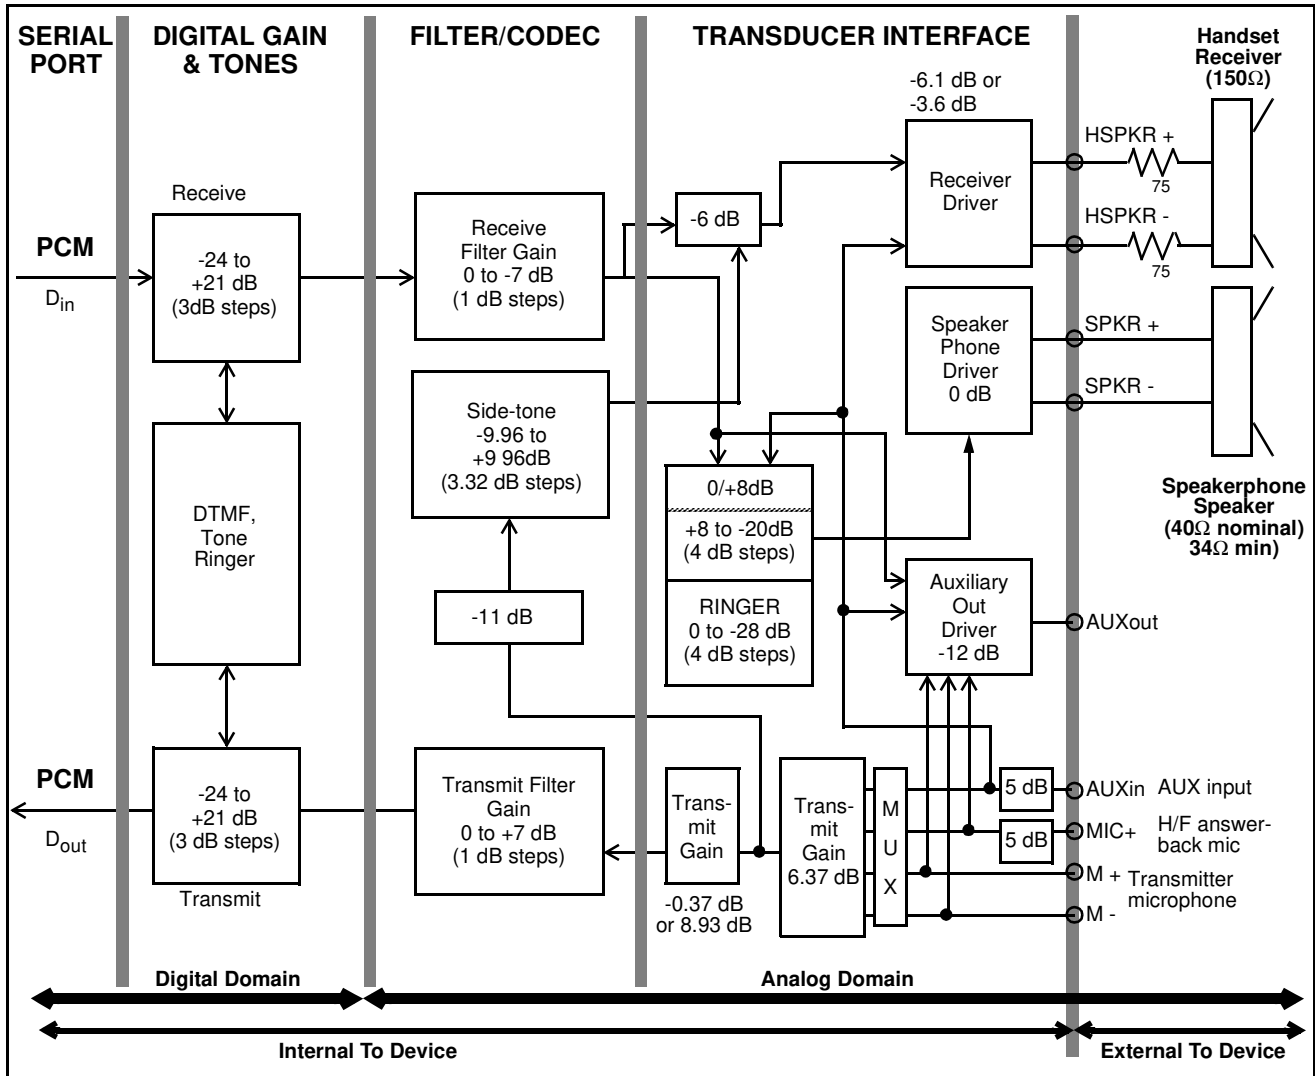 SERIAL
PORT
DIGITAL GAIN
& TONES
FILTER/CODEC
TRANSDUCER INTERFACE
Handset
Receiver
(150Ω)
-6.1 dB or
-3.6 dB
Receiver
Driver
HSPKR +
75
HSPKR -
75
Receive
PCM
Din
-24 to
+21 dB
(3dB steps)
Receive
Filter Gain
0 to -7 dB
(1 dB steps)
-6 dB
Speaker
Phone
Driver
0 dB
SPKR +
SPKR -
Speakerphone
Speaker
(40Ω nominal)
34Ω min)
Side-tone
-9.96 to
+9 96dB
(3.32 dB steps)
0/+8dB
+8 to -20dB
(4 dB steps)
RINGER
0 to -28 dB
(4 dB steps)
DTMF,
Tone
Ringer
-11 dB
Auxiliary
Out
Driver
-12 dB
AUXout
PCM
Dout
-24 to
+21 dB
(3 dB steps)
Transmit
Transmit Filter
Gain
0 to +7 dB
(1 dB steps)
Trans-
mit
Gain
-0.37 dB
or 8.93 dB
Trans-
mit
Gain
6.37 dB
M
U
X
5 dB
AUXin AUX input
5 dB
MIC+ H/F answer-
back mic
M + Transmitter
microphone
M -
Digital Domain
Analog Domain
Internal To Device
External To Device